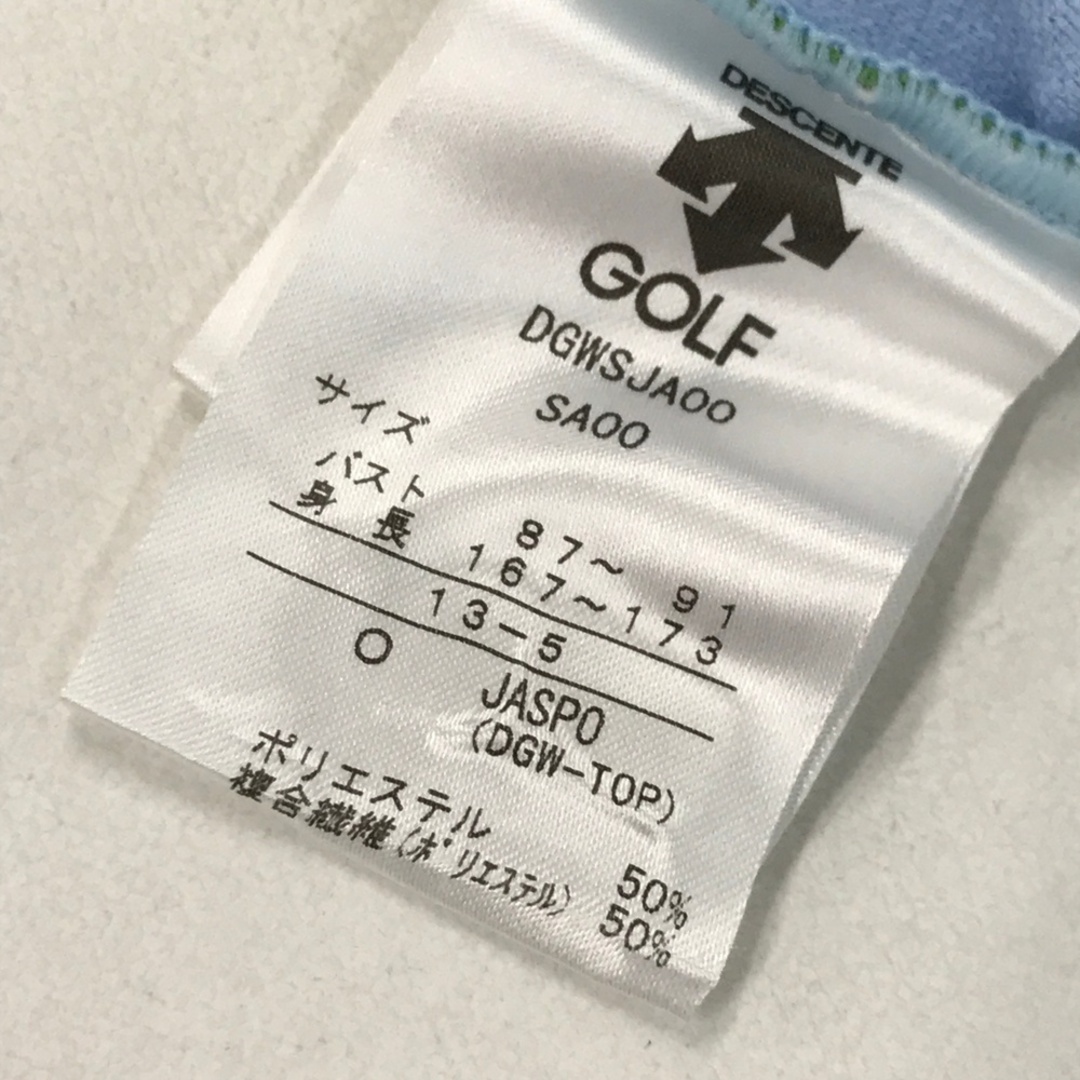 DESCENTE
GOLF
DGWSJA00
SA00
サイズ
バスト 87～ 91
身長 167～173
13-5
O JASPO
(DGW-TOP)
ポリエステル 50%
複合繊維(ポリエステル) 50%